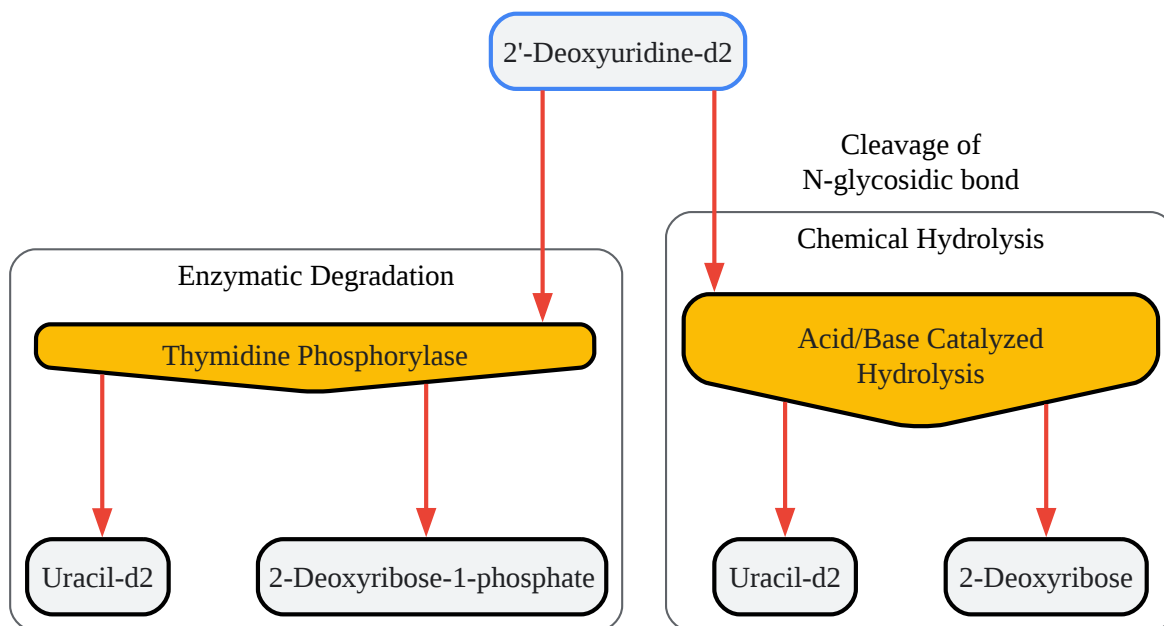 2'-Deoxyuridine-d2
Cleavage of
N-glycosidic bond
Enzymatic Degradation
Chemical Hydrolysis
Thymidine Phosphorylase
Acid/Base Catalyzed
Hydrolysis
Uracil-d2
2-Deoxyribose-1-phosphate
Uracil-d2
2-Deoxyribose